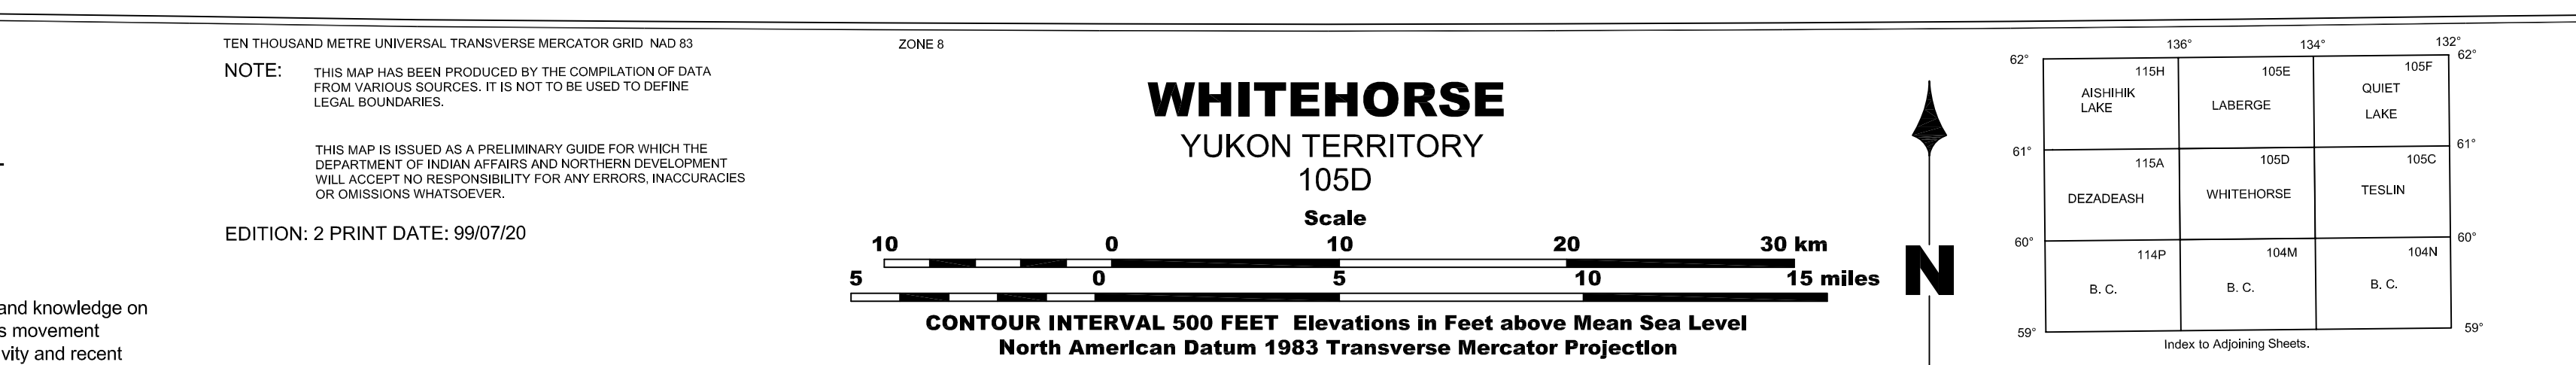 TEN THOUSAND METRE UNIVERSAL TRANSVERSE MERCATOR GRID NAD 83
ZONE 8
NOTE: THIS MAP HAS BEEN PRODUCED BY THE COMPILATION OF DATA
FROM VARIOUS SOURCES. IT IS NOT TO BE USED TO DEFINE
LEGAL BOUNDARIES.
THIS MAP IS ISSUED AS A PRELIMINARY GUIDE FOR WHICH THE
DEPARTMENT OF INDIAN AFFAIRS AND NORTHERN DEVELOPMENT
WILL ACCEPT NO RESPONSIBILITY FOR ANY ERRORS, INACCURACIES
OR OMISSIONS WHATSOEVER.
EDITION: 2 PRINT DATE: 99/07/20
and knowledge on
s movement
vity and recent
WHITEHORSE
YUKON TERRITORY
105D
Scale
10 0 10 20 30 km
5 0 5 10 15 miles
CONTOUR INTERVAL 500 FEET Elevations in Feet above Mean Sea Level
North American Datum 1983 Transverse Mercator Projection
N
136° 134° 132°
62° 62°
115H 105E 105F
AISHIHIK
LAKE
LABERGE
QUIET
LAKE
61° 61°
115A 105D 105C
DEZADEASH WHITEHORSE TESLIN
60° 60°
114P 104M 104N
B. C. B. C. B. C.
59° 59°
Index to Adjoining Sheets.